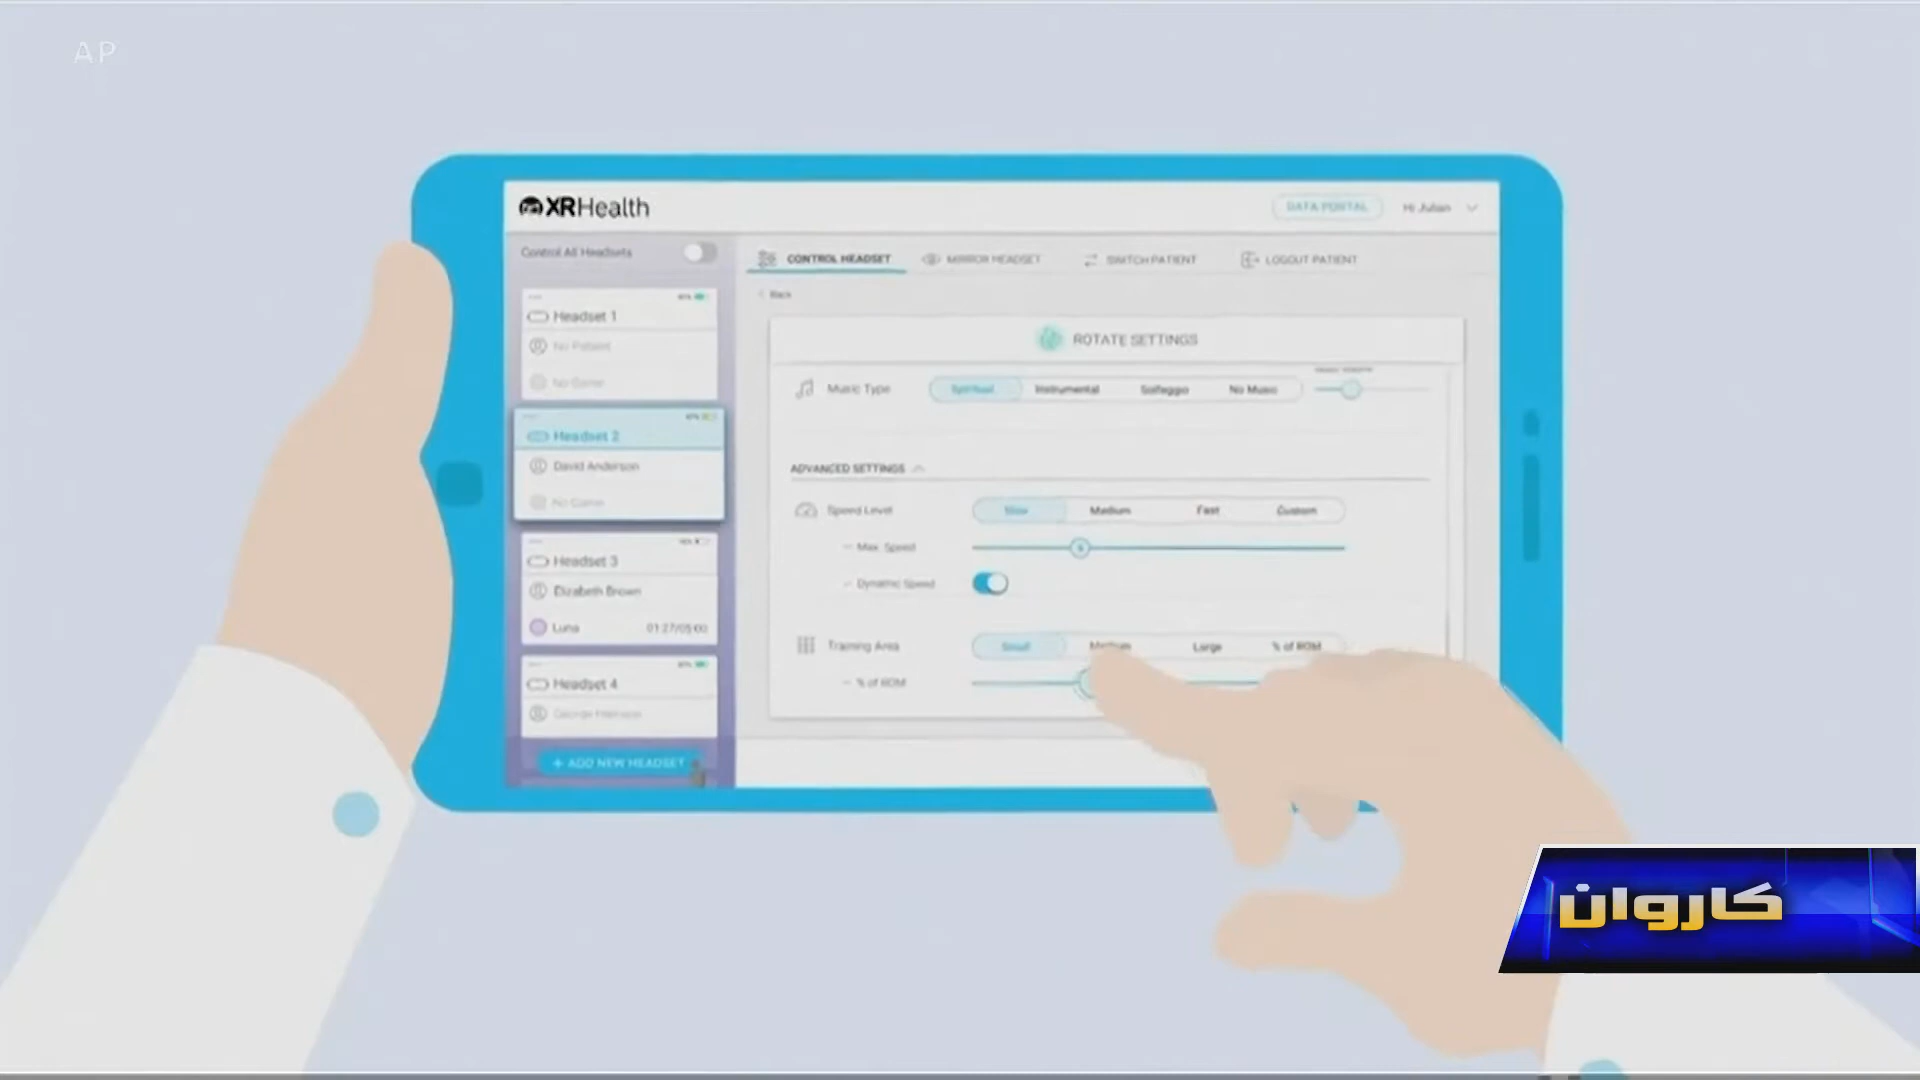 AP
XRHealth
DATA PORTAL
Hi Julian
Control All Headsets
CONTROL HEADSET
MIRROR HEADSET
SWITCH PATIENT
LOGOUT PATIENT
Back
Headset 1
No Patient
No Game
Headset 2
David Anderson
No Game
Headset 3
Elizabeth Brown
Luna 01:27/05:00
Headset 4
+ ADD NEW HEADSET
ROTATE SETTINGS
Music Type Spiritual Instrumental Solfeggio No Music
ADVANCED SETTINGS
Speed Level Slow Medium Fast Custom
Max. Speed
Dynamic Speed
Training Area Small Medium Large % of ROM
% of ROM
کاروان